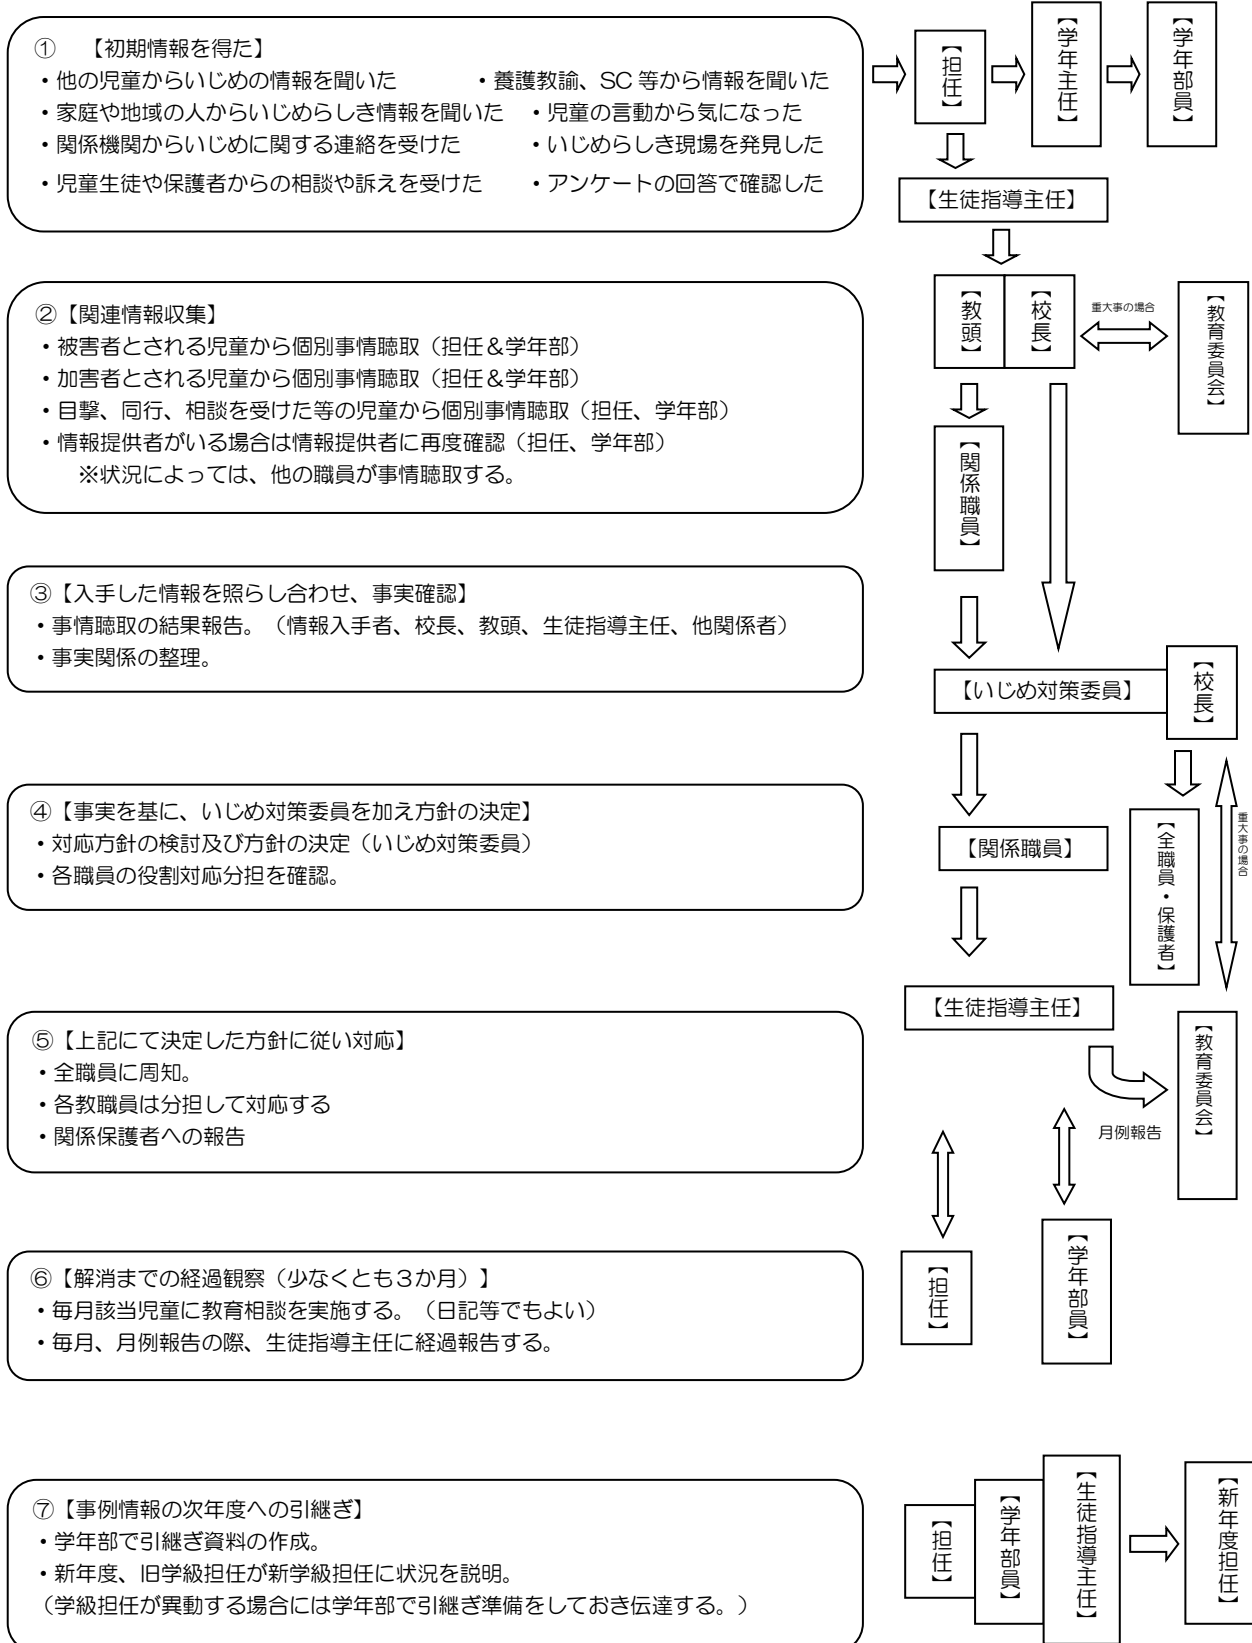 ① 【初期情報を得た】
・他の児童からいじめの情報を聞いた ・養護教諭、SC 等から情報を聞いた
・家庭や地域の人からいじめらしき情報を聞いた ・児童の言動から気になった
・関係機関からいじめに関する連絡を受けた ・いじめらしき現場を発見した
・児童生徒や保護者からの相談や訴えを受けた ・アンケートの回答で確認した
【担任】
【学年主任】
【学年部員】
【生徒指導主任】
②【関連情報収集】
・被害者とされる児童から個別事情聴取（担任＆学年部）
・加害者とされる児童から個別事情聴取（担任＆学年部）
・目撃、同行、相談を受けた等の児童から個別事情聴取（担任、学年部）
・情報提供者がいる場合は情報提供者に再度確認（担任、学年部）
※状況によっては、他の職員が事情聴取する。
【教頭】
【校長】
重大事の場合
【教育委員会】
【関係職員】
③【入手した情報を照らし合わせ、事実確認】
・事情聴取の結果報告。（情報入手者、校長、教頭、生徒指導主任、他関係者）
・事実関係の整理。
【いじめ対策委員】
【校長】
④【事実を基に、いじめ対策委員を加え方針の決定】
・対応方針の検討及び方針の決定（いじめ対策委員）
・各職員の役割対応分担を確認。
【関係職員】
【全職員・保護者】
重大事の場合
【生徒指導主任】
⑤【上記にて決定した方針に従い対応】
・全職員に周知。
・各教職員は分担して対応する
・関係保護者への報告
【教育委員会】
月例報告
⑥【解消までの経過観察（少なくとも３か月）】
・毎月該当児童に教育相談を実施する。（日記等でもよい）
・毎月、月例報告の際、生徒指導主任に経過報告する。
【担任】
【学年部員】
⑦【事例情報の次年度への引継ぎ】
・学年部で引継ぎ資料の作成。
・新年度、旧学級担任が新学級担任に状況を説明。
（学級担任が異動する場合には学年部で引継ぎ準備をしておき伝達する。）
【担任】
【学年部員】
【生徒指導主任】
【新年度担任】